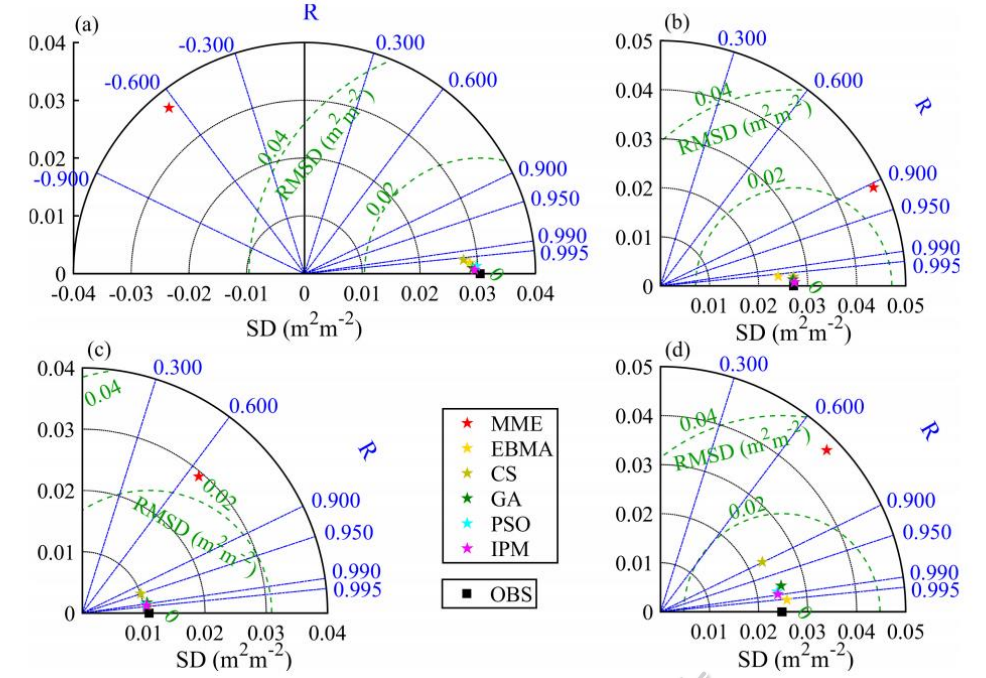 (a)
R
0.04
-0.300
0.300
-0.600
0.600
0.03
0.04
RMSD (m²m⁻²)
0.02
-0.900
0.02
0.900
0.950
0.01
0.990
0.995
0
0
-0.04 -0.03 -0.02 -0.01 0 0.01 0.02 0.03 0.04
SD (m²m⁻²)
(b)
0.05
0.300
0.600
0.04
0.04
R
RMSD (m²m⁻²)
0.03
0.02
0.900
0.02
0.950
0.01
0.990
0.995
0
0
0.01 0.02 0.03 0.04 0.05
SD (m²m⁻²)
(c)
0.04
0.300
0.04
0.600
R
0.03
0.02
0.02
RMSD (m²m⁻²)
0.900
0.950
0.01
0.990
0.995
0
0
0.01 0.02 0.03 0.04
SD (m²m⁻²)
MME
EBMA
CS
GA
PSO
IPM
OBS
(d)
0.05
0.300
0.600
0.04
0.04
R
RMSD (m²m⁻²)
0.03
0.02
0.02
0.900
0.950
0.01
0.990
0.995
0
0
0.01 0.02 0.03 0.04 0.05
SD (m²m⁻²)